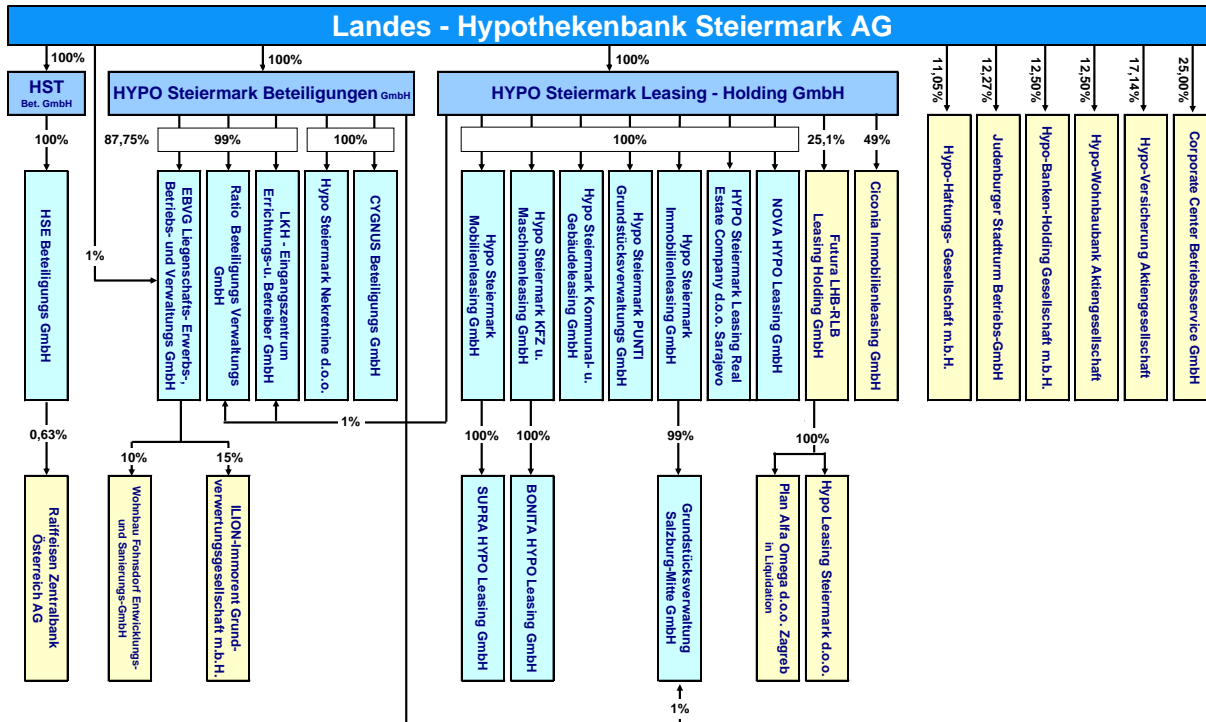 Landes - Hypothekenbank Steiermark AG
100%
100%
100%
11,05%
12,27%
12,50%
12,50%
17,14%
25,00%
HST
Bet. GmbH
HYPO Steiermark Beteiligungen GmbH
HYPO Steiermark Leasing - Holding GmbH
100%
87,75%
99%
100%
100%
25,1%
49%
HSE Beteiligungs GmbH
EBVG Liegenschafts- Erwerbs-,
Betriebs- und Verwaltungs GmbH
Ratio Beteiligungs Verwaltungs
GmbH
LKH - Eingangszentrum
Errichtungs-u. Betreiber GmbH
Hypo Steiermark Nekretnine d.o.o.
CYGNUS Beteiligungs GmbH
Hypo Steiermark
Mobilienleasing GmbH
Hypo Steiermark KFZ u.
Maschinenleasing GmbH
Hypo Steiermark Kommunal- u.
Gebäudeleasing GmbH
Hypo Steiermark PUNTI
Grundstücksverwaltungs GmbH
Hypo Steiermark
Immobilienleasing GmbH
HYPO Steiermark Leasing Real
Estate Company d.o.o. Sarajevo
NOVA HYPO Leasing GmbH
Futura LHB-RLB
Leasing Holding GmbH
Ciconia Immobilienleasing GmbH
Hypo-Haftungs- Gesellschaft m.b.H.
Judenburger Stadtturm Betriebs-GmbH
Hypo-Banken-Holding Gesellschaft m.b.H.
Hypo-Wohnbaubank Aktiengesellschaft
Hypo-Versicherung Aktiengesellschaft
Corporate Center Betriebsservice GmbH
1%
1%
0,63%
10%
15%
100%
100%
99%
100%
Raiffeisen Zentralbank
Österreich AG
Wohnbau Fohnsdorf Entwicklungs-
und Sanierungs-GmbH
ILION-Immorent Grund-
verwertungsgesellschaft m.b.H.
SUPRA HYPO Leasing GmbH
BONITA HYPO Leasing GmbH
Grundstücksverwaltung
Salzburg-Mitte GmbH
Plan Alfa Omega d.o.o. Zagreb
in Liquidation
Hypo Leasing Steiermark d.o.o.
1%